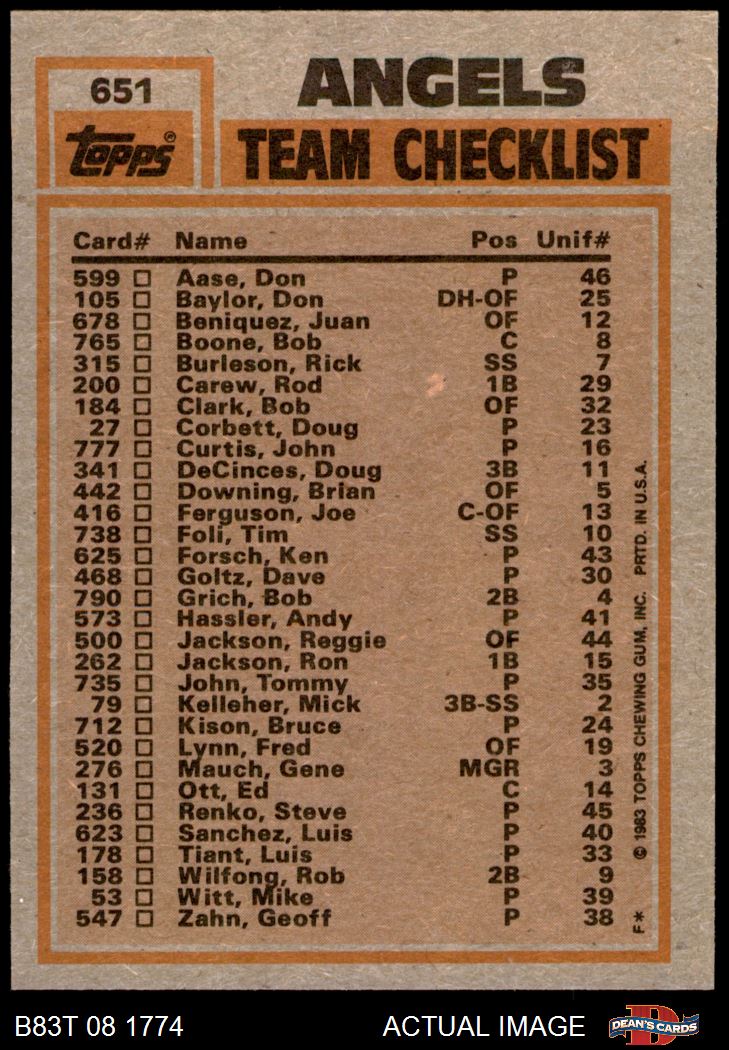 651
ANGELS
topps®
TEAM CHECKLIST
Card# Name Pos Unif#
599 □ Aase, Don P 46
105 □ Baylor, Don DH-OF 25
678 □ Beniquez, Juan OF 12
765 □ Boone, Bob C 8
315 □ Burleson, Rick SS 7
200 □ Carew, Rod 1B 29
184 □ Clark, Bob OF 32
27 □ Corbett, Doug P 23
777 □ Curtis, John P 16
341 □ DeCinces, Doug 3B 11
442 □ Downing, Brian OF 5
416 □ Ferguson, Joe C-OF 13
738 □ Foli, Tim SS 10
625 □ Forsch, Ken P 43
468 □ Goltz, Dave P 30
790 □ Grich, Bob 2B 4
573 □ Hassler, Andy P 41
500 □ Jackson, Reggie OF 44
262 □ Jackson, Ron 1B 15
735 □ John, Tommy P 35
79 □ Kelleher, Mick 3B-SS 2
712 □ Kison, Bruce P 24
520 □ Lynn, Fred OF 19
276 □ Mauch, Gene MGR 3
131 □ Ott, Ed C 14
236 □ Renko, Steve P 45
623 □ Sanchez, Luis P 40
178 □ Tiant, Luis P 33
158 □ Wilfong, Rob 2B 9
53 □ Witt, Mike P 39
547 □ Zahn, Geoff P 38
F* © 1983 TOPPS CHEWING GUM, INC. PRTD. IN U.S.A.
B83T 08 1774 ACTUAL IMAGE
D
DEAN'S CARDS